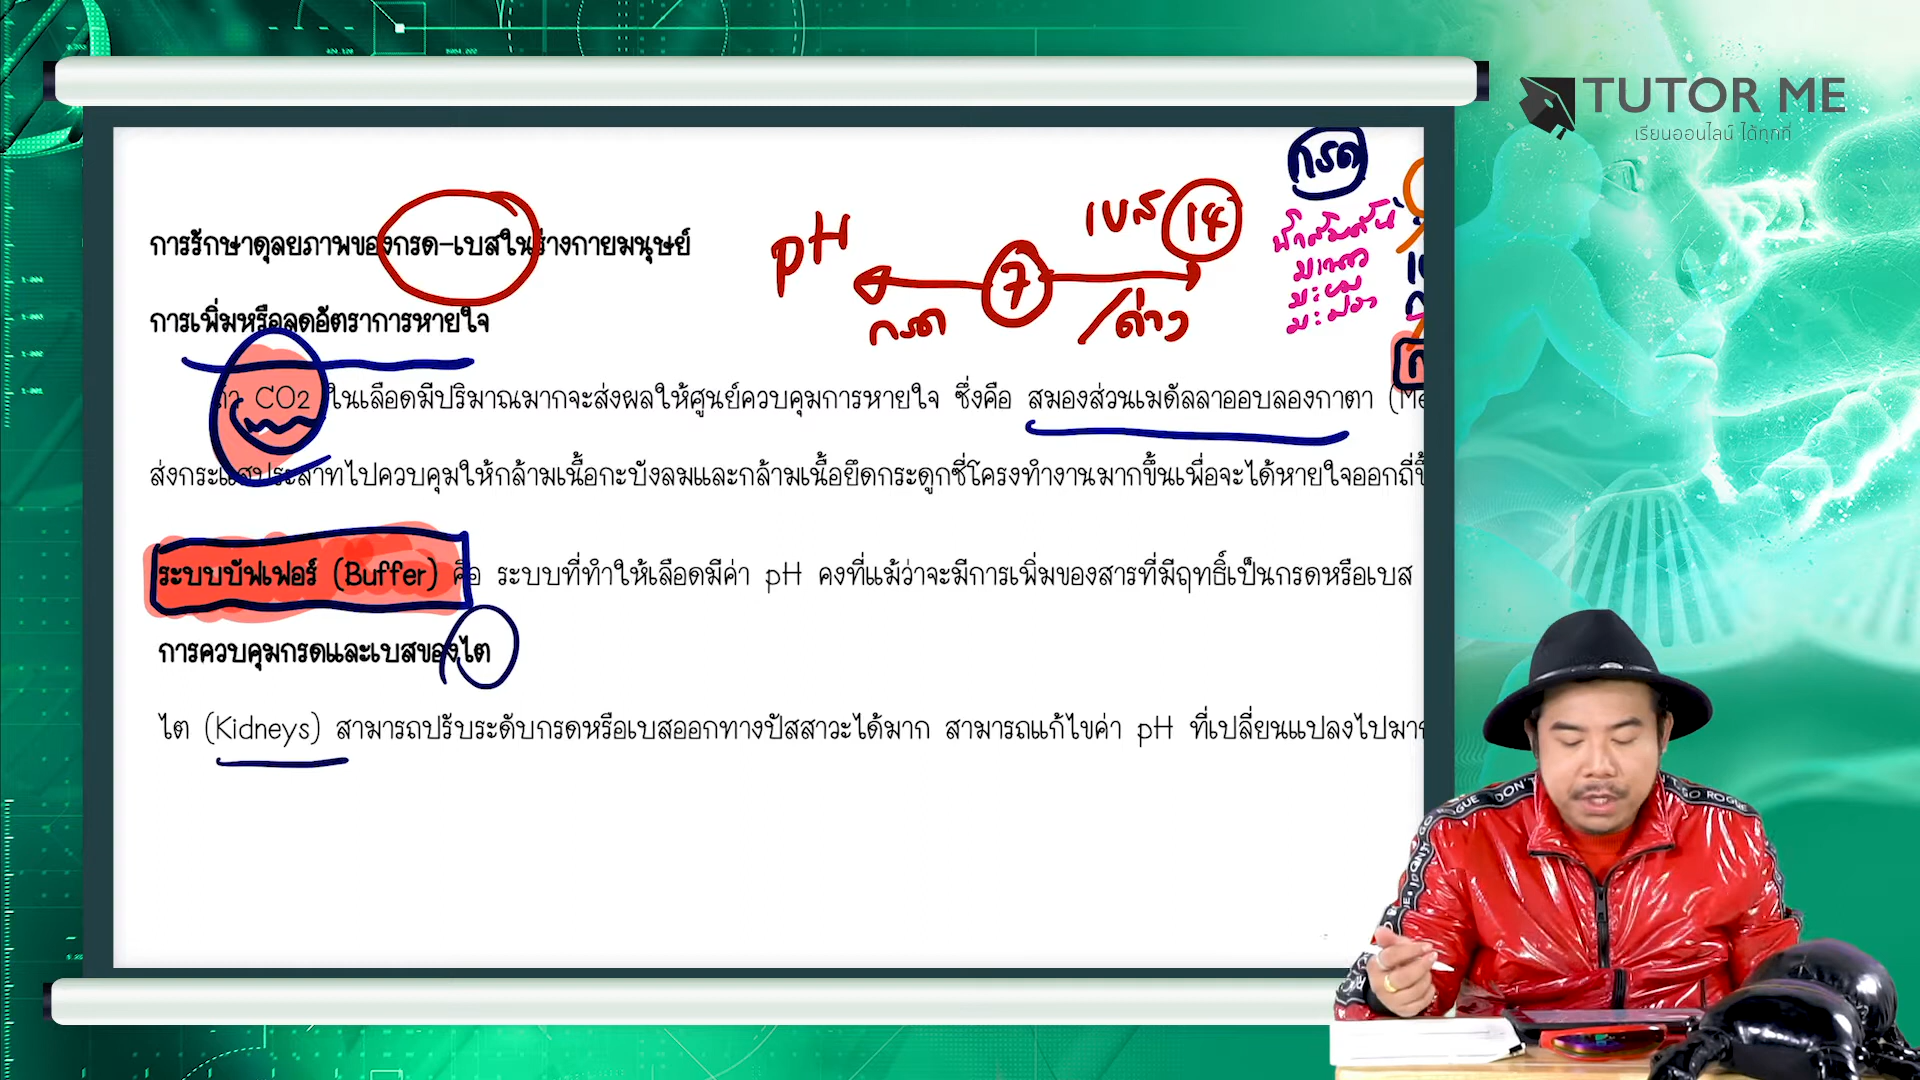 TUTOR ME
เรียนออนไลน์ ได้ทุกที่
กรด
เบส 14
pH
7
กรด
/ด่าง
มะนาว
การรักษาดุลยภาพของกรด-เบสในร่างกายมนุษย์
การเพิ่มหรือลดอัตราการหายใจ
ถ้า CO2 ในเลือดมีปริมาณมากจะส่งผลให้ศูนย์ควบคุมการหายใจ ซึ่งคือ สมองส่วนเมดัลลาออบลองกาตา (Me
ส่งกระแสประสาทไปควบคุมให้กล้ามเนื้อกะบังลมและกล้ามเนื้อยึดกระดูกซี่โครงทำงานมากขึ้นเพื่อจะได้หายใจออกถี่ขึ้
ระบบบัฟเฟอร์ (Buffer) คือ ระบบที่ทำให้เลือดมีค่า pH คงที่แม้ว่าจะมีการเพิ่มของสารที่มีฤทธิ์เป็นกรดหรือเบส
การควบคุมกรดและเบสของไต
ไต (Kidneys) สามารถปรับระดับกรดหรือเบสออกทางปัสสาวะได้มาก สามารถแก้ไขค่า pH ที่เปลี่ยนแปลงไปมาก